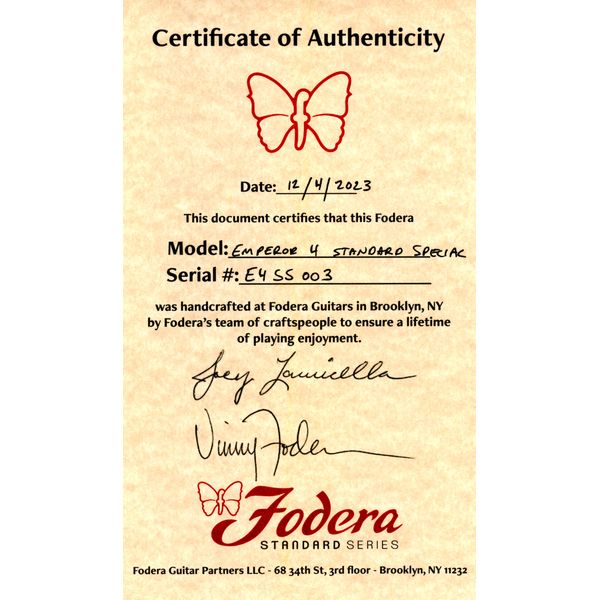 Certificate of Authenticity
Date: 12/4/2023
This document certifies that this Fodera
Model: EMPEROR 4 STANDARD SPECIAL
Serial #: E4SS 003
was handcrafted at Fodera Guitars in Brooklyn, NY
by Fodera's team of craftspeople to ensure a lifetime
of playing enjoyment.
Joey Lauricella
Vinny Fodera
Fodera
STANDARD SERIES
Fodera Guitar Partners LLC - 68 34th St, 3rd floor - Brooklyn, NY 11232